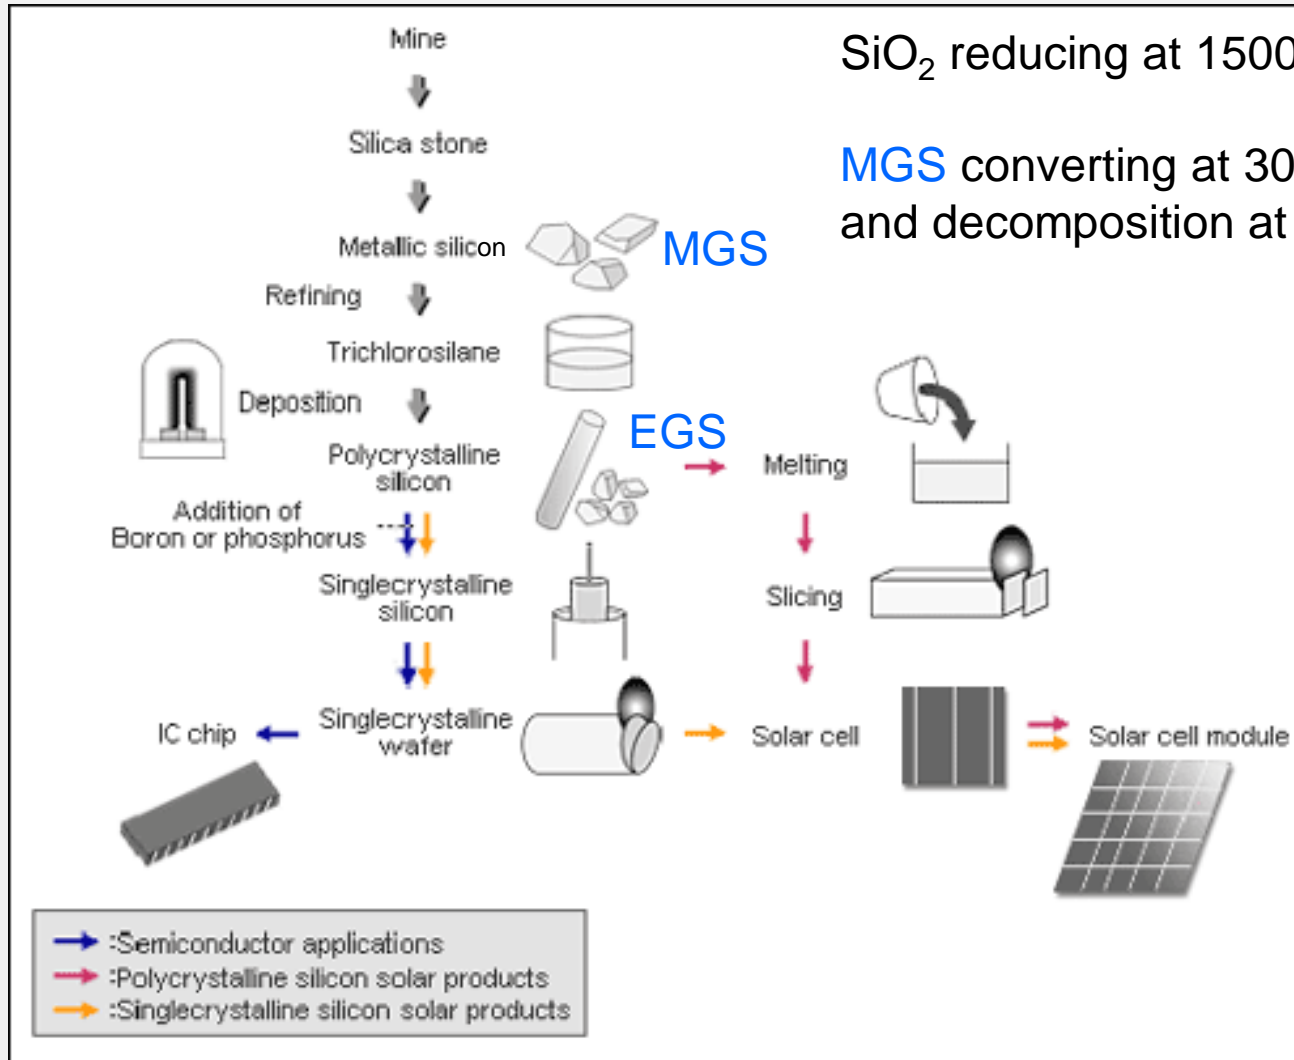 Mine
SiO₂ reducing at 1500
Silica stone
MGS converting at 30
and decomposition at
Metallic silicon
MGS
Refining
Trichlorosilane
Deposition
EGS
Polycrystalline
silicon
Melting
Addition of
Boron or phosphorus
Singlecrystalline
silicon
Slicing
IC chip
Singlecrystalline
wafer
Solar cell
Solar cell module
:Semiconductor applications
:Polycrystalline silicon solar products
:Singlecrystalline silicon solar products